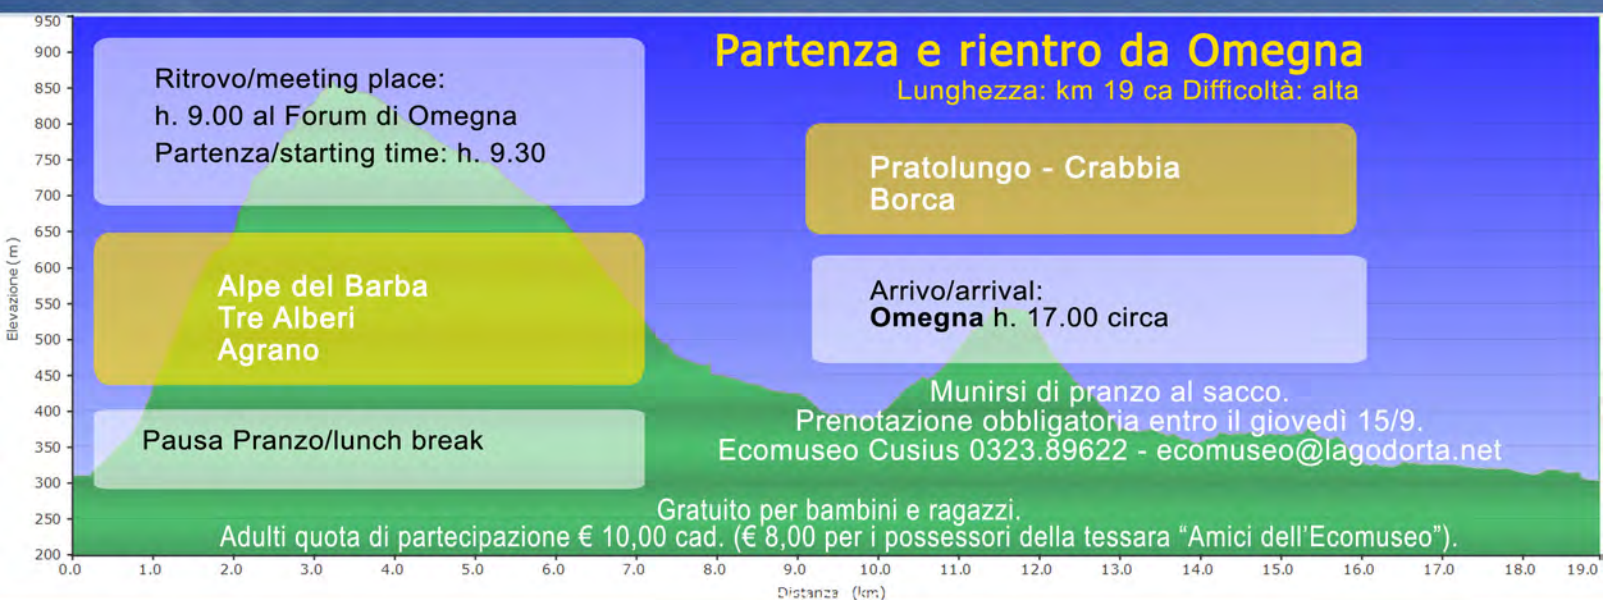 Partenza e rientro da Omegna
Lunghezza: km 19 ca Difficoltà: alta
Ritrovo/meeting place:
h. 9.00 al Forum di Omegna
Partenza/starting time: h. 9.30
Alpe del Barba
Tre Alberi
Agrano
Pausa Pranzo/lunch break
Pratolungo - Crabbia
Borca
Arrivo/arrival:
Omegna h. 17.00 circa
Munirsi di pranzo al sacco.
Prenotazione obbligatoria entro il giovedì 15/9.
Ecomuseo Cusius 0323.89622 - ecomuseo@lagodorta.net
Gratuito per bambini e ragazzi.
Adulti quota di partecipazione € 10,00 cad. (€ 8,00 per i possessori della tessara “Amici dell’Ecomuseo”).
Elevazione (m)
950
900
850
800
750
700
650
600
550
500
450
400
350
300
250
200
0.0 1.0 2.0 3.0 4.0 5.0 6.0 7.0 8.0 9.0 10.0 11.0 12.0 13.0 14.0 15.0 16.0 17.0 18.0 19.0
Distanza (km)